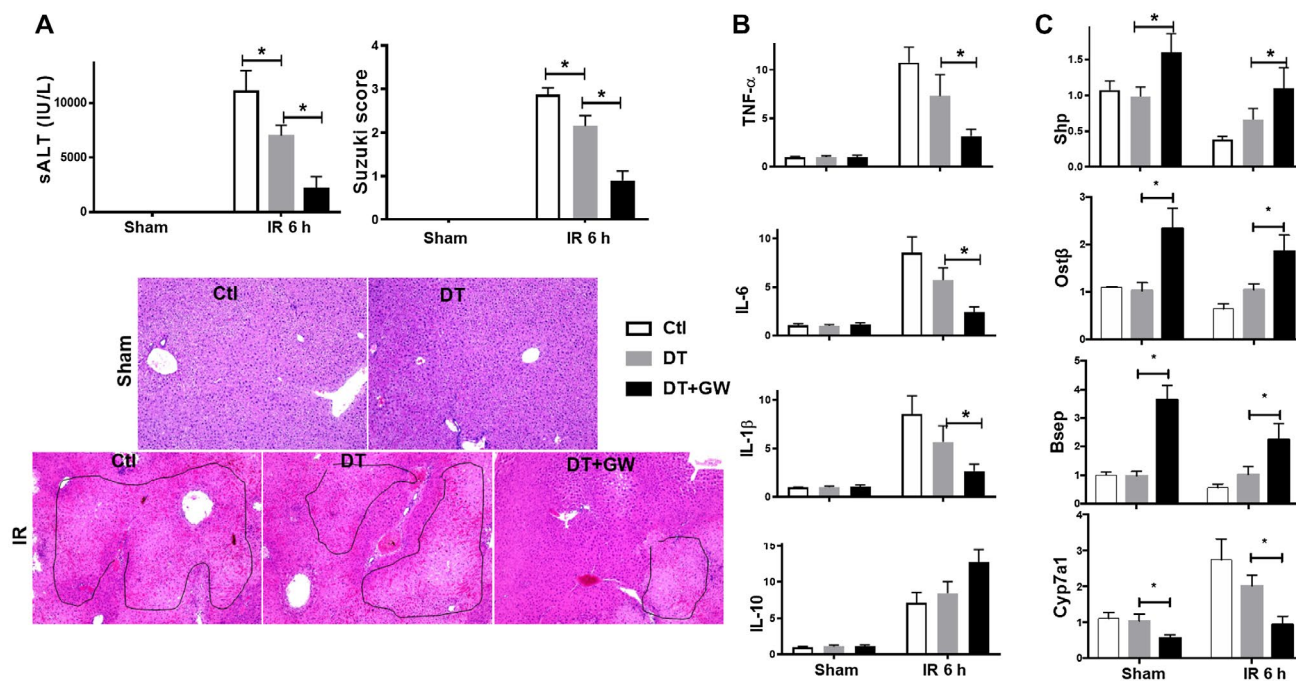 A
sALT (IU/L)
10000
5000
0
*
*
Sham
IR 6 h
Suzuki score
4
3
2
1
0
*
*
Sham
IR 6 h
Sham
Ctl
DT
Ctl
DT
DT+GW
IR
Ctl
DT
DT+GW
B
TNF-α
10
5
0
*
IL-6
10
5
0
*
IL-1β
10
5
0
*
IL-10
15
10
5
0
Sham
IR 6 h
C
Shp
1.5
1.0
0.5
0.0
*
*
Ostβ
3
2
1
0
*
*
Bsep
5
4
3
2
1
0
*
*
Cyp7a1
4
3
2
1
0
*
*
Sham
IR 6 h